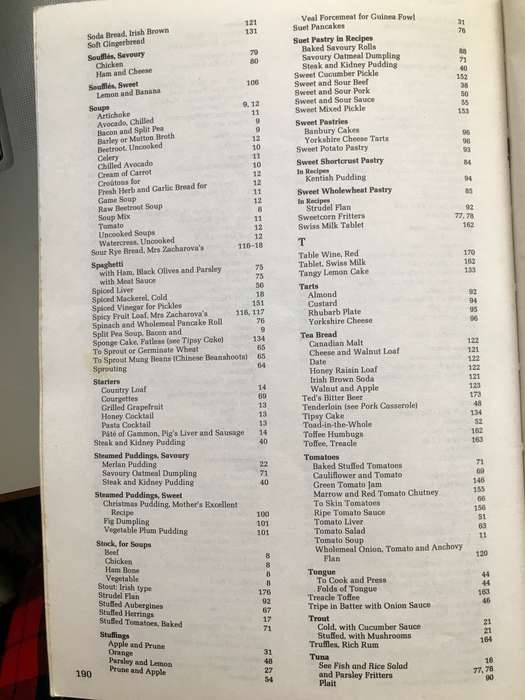 Soda Bread, Irish Brown 121
Soft Gingerbread 131
Soufflés, Savoury
Chicken 79
Ham and Cheese 80
Soufflés, Sweet
Lemon and Banana 106
Soups
Artichoke 9, 12
Avocado, Chilled 11
Bacon and Split Pea 9
Barley or Mutton Broth 9
Beetroot, Uncooked 12
Celery 10
Chilled Avocado 11
Cream of Carrot 10
Croûtons for 12
Fresh Herb and Garlic Bread for 12
Game Soup 11
Raw Beetroot Soup 12
Soup Mix 8
Tomato 11
Uncooked Soups 12
Watercress, Uncooked 12
Sour Rye Bread, Mrs Zacharova's 116-18
Spaghetti
with Ham, Black Olives and Parsley 75
with Meat Sauce 75
Spiced Liver 56
Spiced Mackerel, Cold 18
Spiced Vinegar for Pickles 151
Spicy Fruit Loaf, Mrs Zacharova's 116, 117
Spinach and Wholemeal Pancake Roll 76
Split Pea Soup, Bacon and 9
Sponge Cake, Fatless (see Tipsy Cake) 134
To Sprout or Germinate Wheat 65
To Sprout Mung Beans (Chinese Beanshoots) 65
Sprouting 64
Starters
Country Loaf 14
Courgettes 69
Grilled Grapefruit 13
Honey Cocktail 13
Pasta Cocktail 13
Pâté of Gammon, Pig's Liver and Sausage 14
Steak and Kidney Pudding 40
Steamed Puddings, Savoury
Merlan Pudding 22
Savoury Oatmeal Dumpling 71
Steak and Kidney Pudding 40
Steamed Puddings, Sweet
Christmas Pudding, Mother's Excellent
Recipe 100
Fig Dumpling 101
Vegetable Plum Pudding 101
Stock, for Soups
Beef 8
Chicken 8
Ham Bone 8
Vegetable 8
Stout: Irish type 176
Strudel Flan 92
Stuffed Aubergines 67
Stuffed Herrings 17
Stuffed Tomatoes, Baked 71
Stuffings
Apple and Prune 31
Orange 48
Parsley and Lemon 27
Prune and Apple 54
190
Veal Forcemeat for Guinea Fowl 31
Suet Pancakes 76
Suet Pastry in Recipes
Baked Savoury Rolls 88
Savoury Oatmeal Dumpling 71
Steak and Kidney Pudding 40
Sweet Cucumber Pickle 152
Sweet and Sour Beef 38
Sweet and Sour Pork 50
Sweet and Sour Sauce 55
Sweet Mixed Pickle 153
Sweet Pastries
Banbury Cakes 96
Yorkshire Cheese Tarts 96
Sweet Potato Pastry 93
Sweet Shortcrust Pastry 84
In Recipes
Kentish Pudding 94
Sweet Wholewheat Pastry 85
In Recipes
Strudel Flan 92
Sweetcorn Fritters 77, 78
Swiss Milk Tablet 162
T
Table Wine, Red 170
Tablet, Swiss Milk 162
Tangy Lemon Cake 133
Tarts
Almond 92
Custard 94
Rhubarb Plate 95
Yorkshire Cheese 96
Tea Bread
Canadian Malt 122
Cheese and Walnut Loaf 121
Date 122
Honey Raisin Loaf 122
Irish Brown Soda 121
Walnut and Apple 123
Ted's Bitter Beer 173
Tenderloin (see Pork Casserole) 48
Tipsy Cake 134
Toad-in-the-Whole 52
Toffee Humbugs 162
Toffee, Treacle 163
Tomatoes
Baked Stuffed Tomatoes 71
Cauliflower and Tomato 69
Green Tomato Jam 146
Marrow and Red Tomato Chutney 155
To Skin Tomatoes 66
Ripe Tomato Sauce 156
Tomato Liver 51
Tomato Salad 63
Tomato Soup 11
Wholemeal Onion, Tomato and Anchovy
Flan 120
Tongue
To Cook and Press 44
Folds of Tongue 44
Treacle Toffee 163
Tripe in Batter with Onion Sauce 46
Trout
Cold, with Cucumber Sauce 21
Stuffed, with Mushrooms 21
Truffles, Rich Rum 164
Tuna
See Fish and Rice Salad 16
and Parsley Fritters 77, 78
Plait 90